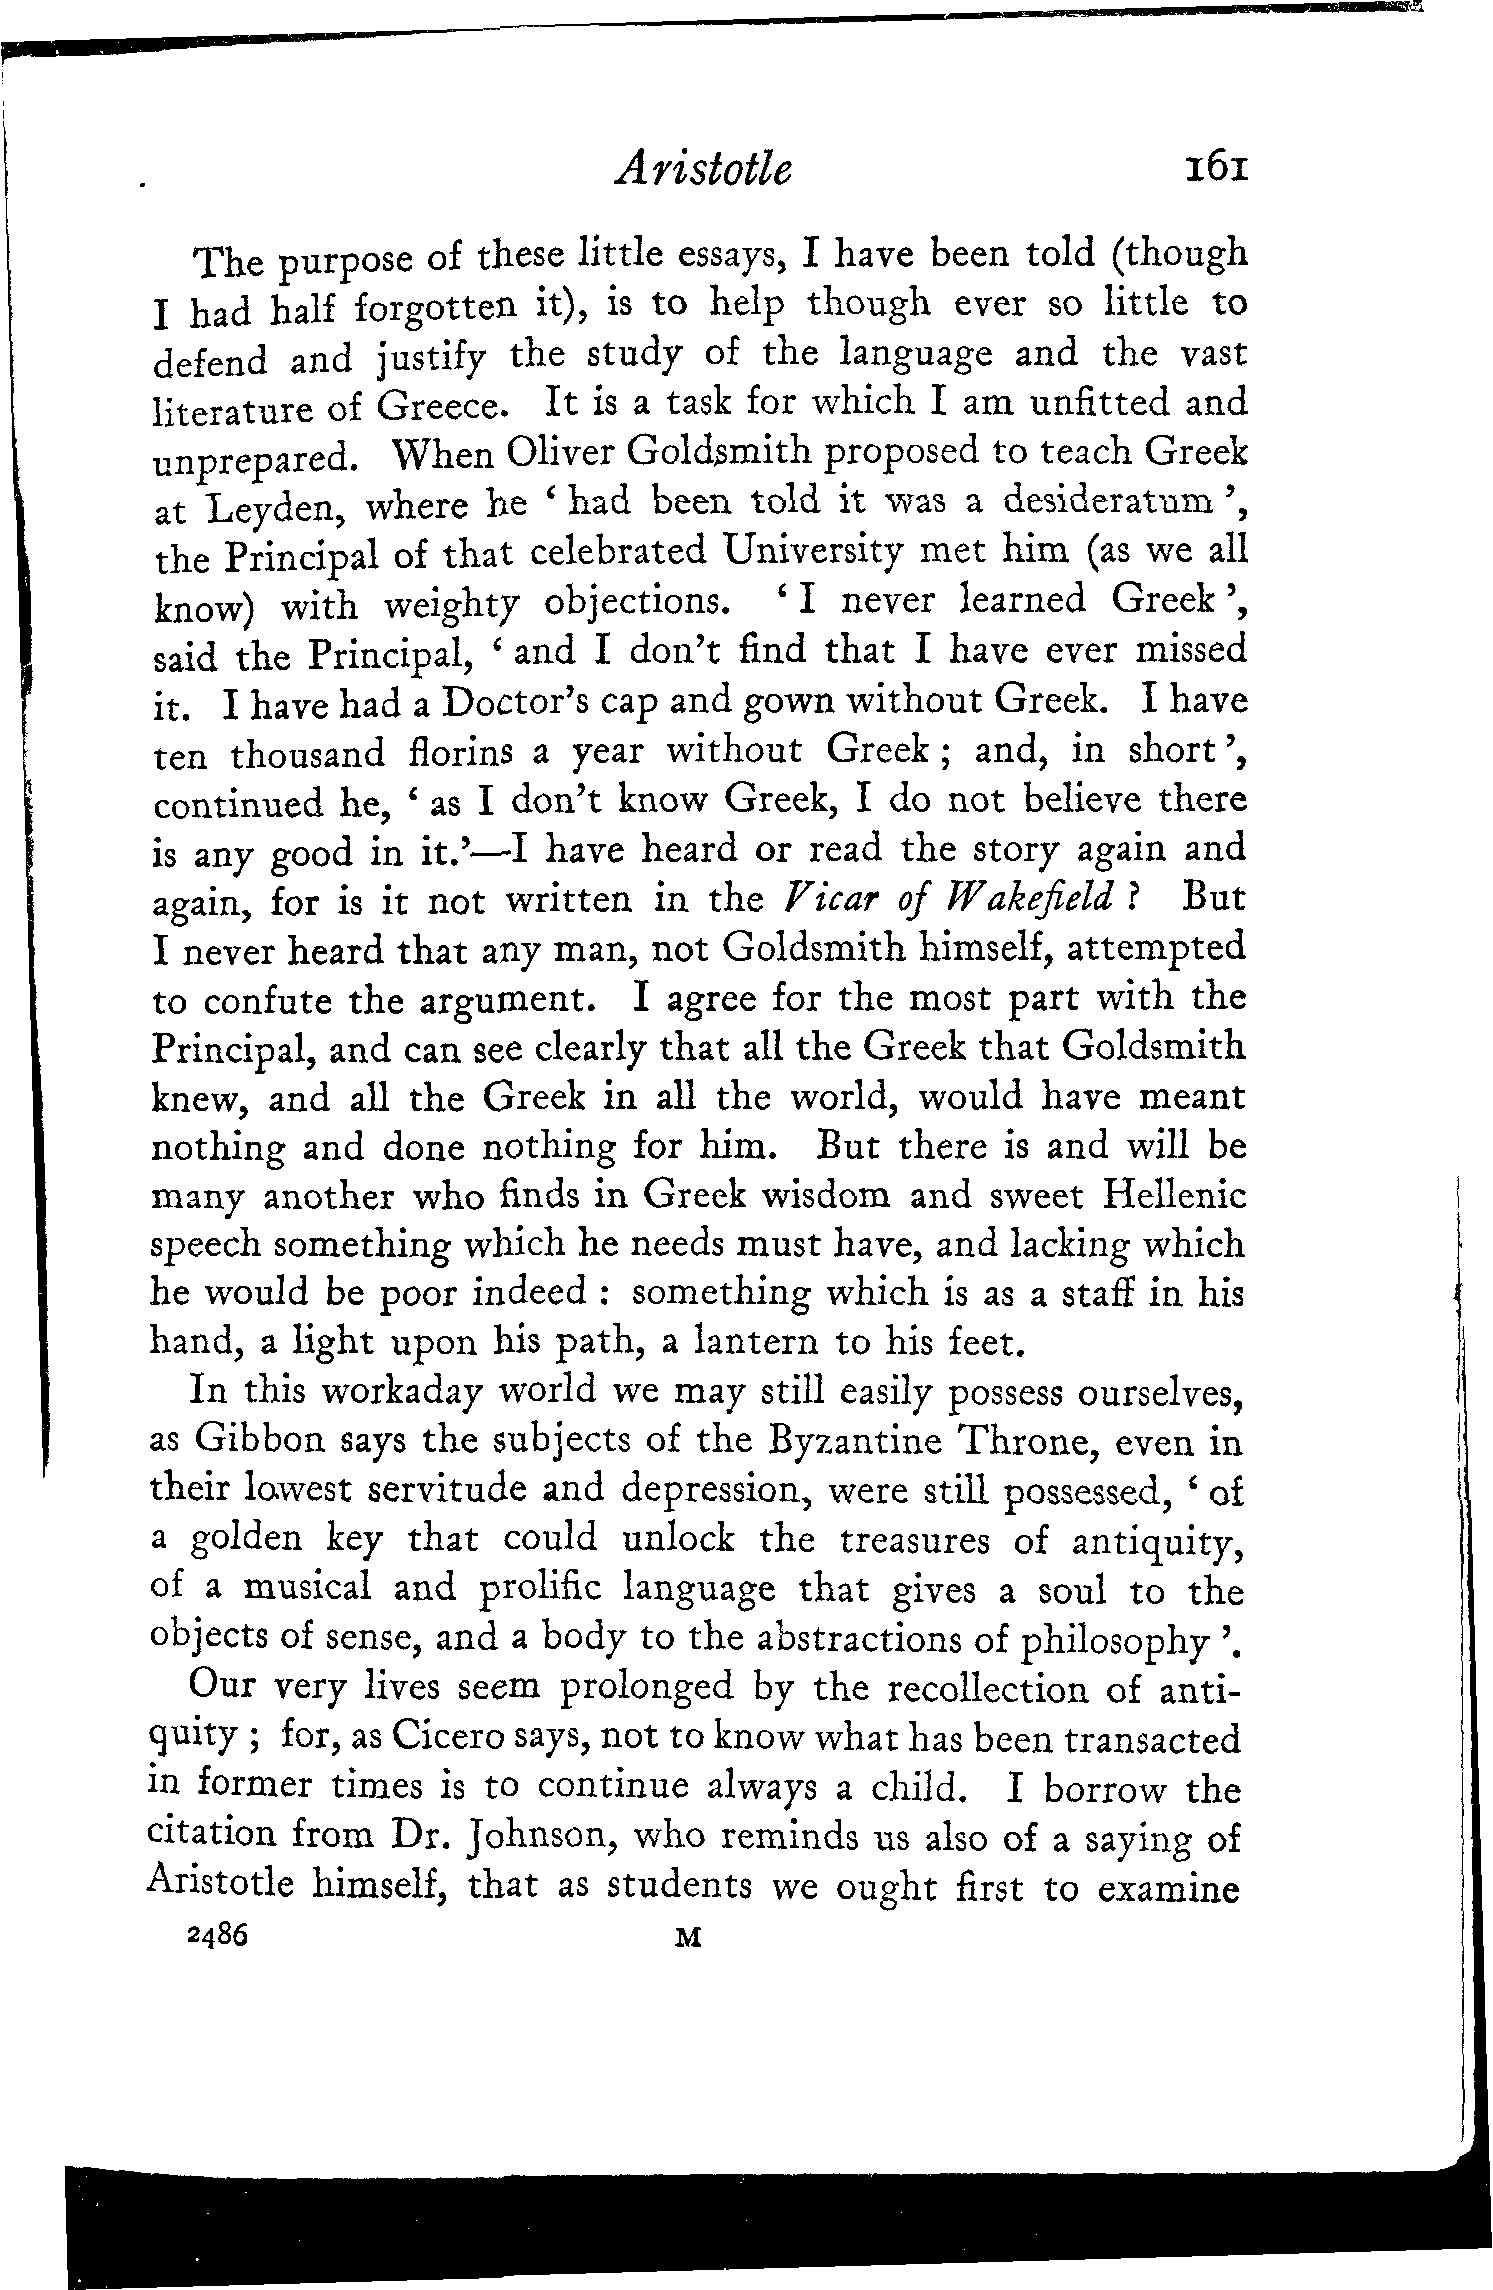 Aristotle 161
The purpose of these little essays, I have been told (though
I had half forgotten it), is to help though ever so little to
defend and justify the study of the language and the vast
literature of Greece. It is a task for which I am unfitted and
unprepared. When Oliver Goldsmith proposed to teach Greek
at Leyden, where he ‘ had been told it was a desideratum ’,
the Principal of that celebrated University met him (as we all
know) with weighty objections. ‘ I never learned Greek ’,
said the Principal, ‘ and I don’t find that I have ever missed
it. I have had a Doctor’s cap and gown without Greek. I have
ten thousand florins a year without Greek ; and, in short ’,
continued he, ‘ as I don’t know Greek, I do not believe there
is any good in it.’—I have heard or read the story again and
again, for is it not written in the Vicar of Wakefield ? But
I never heard that any man, not Goldsmith himself, attempted
to confute the argument. I agree for the most part with the
Principal, and can see clearly that all the Greek that Goldsmith
knew, and all the Greek in all the world, would have meant
nothing and done nothing for him. But there is and will be
many another who finds in Greek wisdom and sweet Hellenic
speech something which he needs must have, and lacking which
he would be poor indeed : something which is as a staff in his
hand, a light upon his path, a lantern to his feet.
In this workaday world we may still easily possess ourselves,
as Gibbon says the subjects of the Byzantine Throne, even in
their lowest servitude and depression, were still possessed, ‘ of
a golden key that could unlock the treasures of antiquity,
of a musical and prolific language that gives a soul to the
objects of sense, and a body to the abstractions of philosophy ’.
Our very lives seem prolonged by the recollection of anti-
quity ; for, as Cicero says, not to know what has been transacted
in former times is to continue always a child. I borrow the
citation from Dr. Johnson, who reminds us also of a saying of
Aristotle himself, that as students we ought first to examine
2486 M